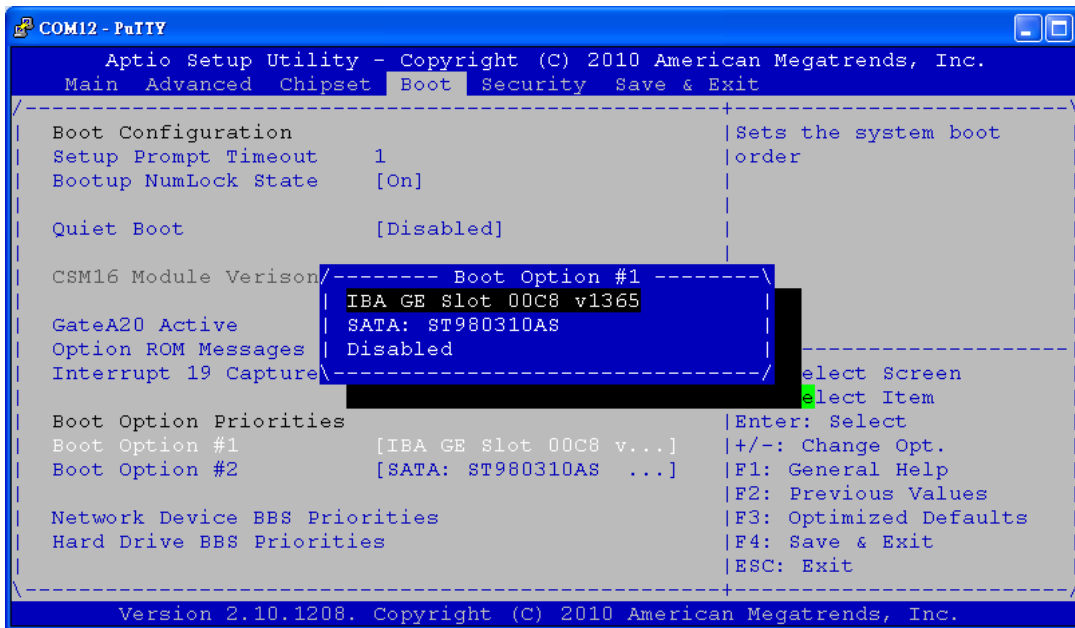 COM12 - PuTTY
Aptio Setup Utility - Copyright (C) 2010 American Megatrends, Inc.
Main Advanced Chipset Boot Security Save & Exit
Boot Configuration
Setup Prompt Timeout 1
Bootup NumLock State [On]
Quiet Boot [Disabled]
CSM16 Module Verison
GateA20 Active
Option ROM Messages
Interrupt 19 Capture
Boot Option #1
IBA GE Slot 00C8 v1365
SATA: ST980310AS
Disabled
Boot Option Priorities
Boot Option #1 [IBA GE Slot 00C8 v...]
Boot Option #2 [SATA: ST980310AS ...]
Network Device BBS Priorities
Hard Drive BBS Priorities
Sets the system boot
order
elect Screen
elect Item
Enter: Select
+/-: Change Opt.
F1: General Help
F2: Previous Values
F3: Optimized Defaults
F4: Save & Exit
ESC: Exit
Version 2.10.1208. Copyright (C) 2010 American Megatrends, Inc.